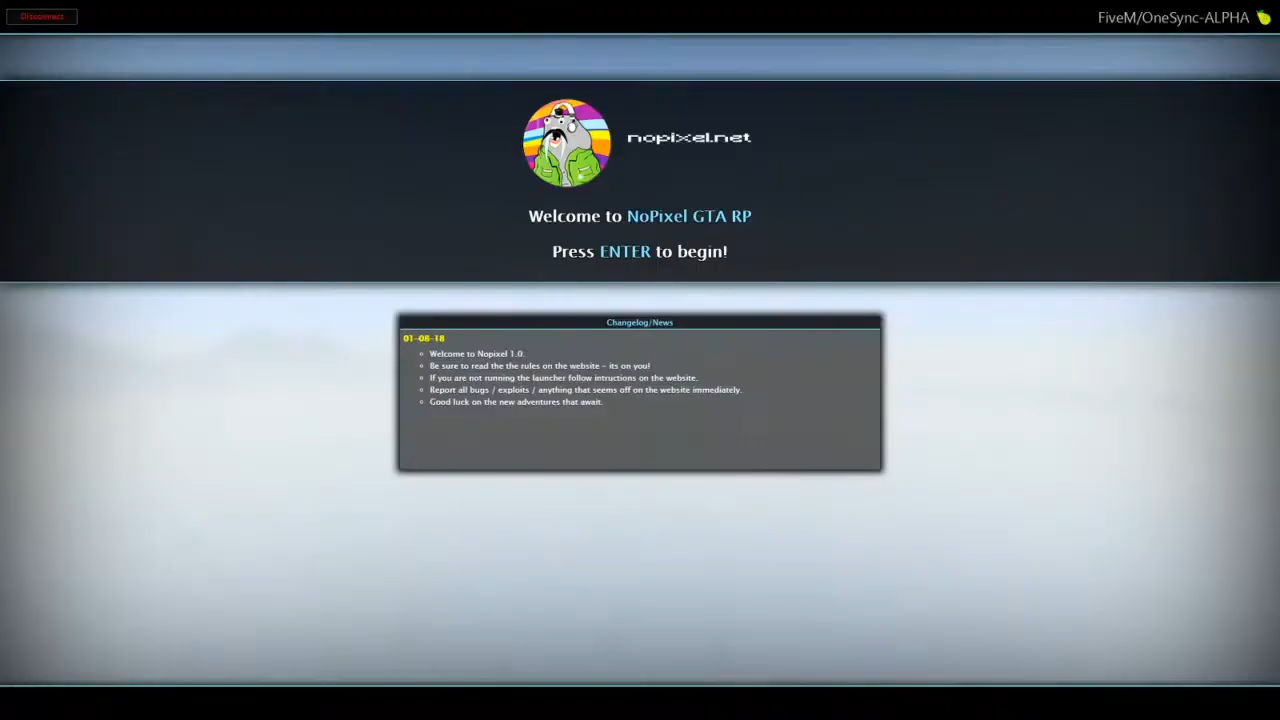 Disconnect
FiveM/OneSync-ALPHA
nopixel.net
Welcome to NoPixel GTA RP
Press ENTER to begin!
Changelog/News
01-08-18
Welcome to Nopixel 1.0.
Be sure to read the the rules on the website - its on you!
If you are not running the launcher follow intructions on the website.
Report all bugs / exploits / anything that seems off on the website immediately.
Good luck on the new adventures that await.